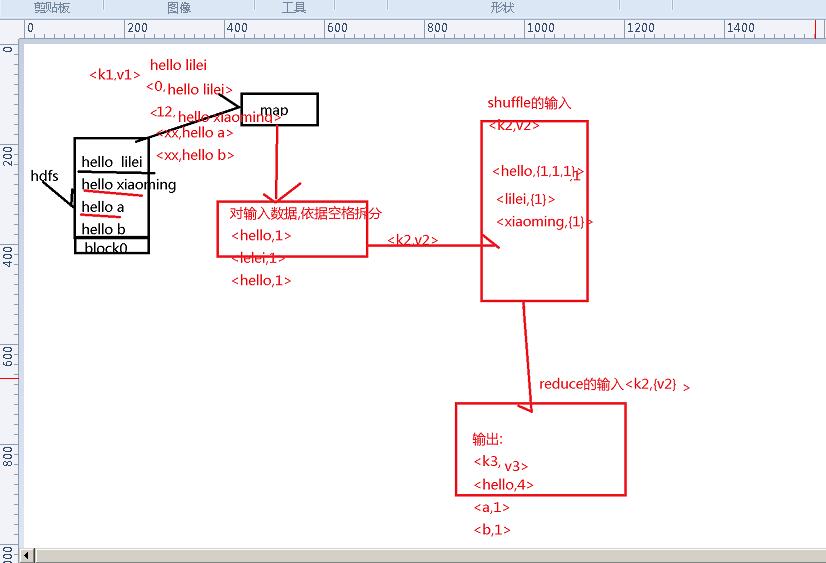 剪贴板
图像
工具
形状
0 200 400 600 800 1000 1200 1400
0
200
400
600
800
hello lilei
<k1,v1>
<0,hello lilei>
<12, hello xiaoming>
<xx,hello a>
<xx,hello b>
map
hdfs
hello lilei
hello xiaoming
hello a
hello b
block0
对输入数据,依据空格拆分
<hello,1>
<lelei,1>
<hello,1>
<k2,v2>
shuffle的输入
<k2,v2>
<hello,{1,1,1}>
,1
<lilei,{1}>
<xiaoming,{1}>
reduce的输入<k2,{v2} >
输出:
<k3, v3>
<hello,4>
<a,1>
<b,1>